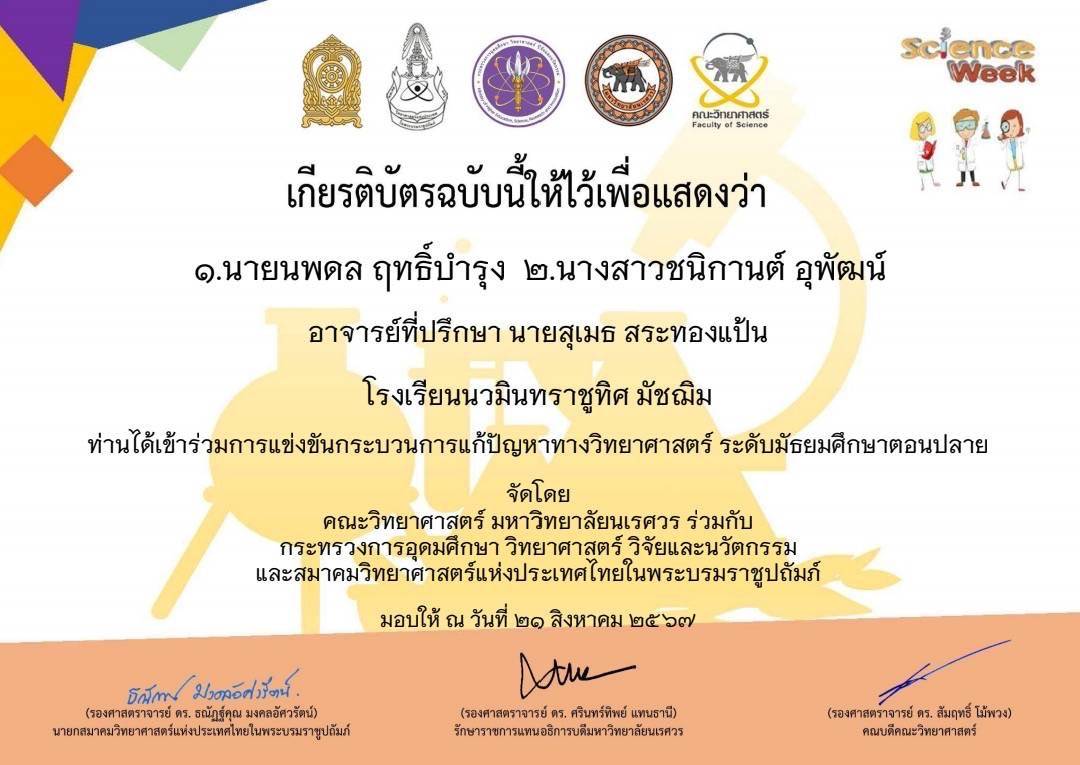 Science
Week
คณะวิทยาศาสตร์
Faculty of Science
เกียรติบัตรฉบับนี้ให้ไว้เพื่อแสดงว่า
๑.นายนพดล ฤทธิ์บำรุง ๒.นางสาวชนิกานต์ อุพัฒน์
อาจารย์ที่ปรึกษา นายสุเมธ สระทองแป้น
โรงเรียนนวมินทราชูทิศ มัชฌิม
ท่านได้เข้าร่วมการแข่งขันกระบวนการแก้ปัญหาทางวิทยาศาสตร์ ระดับมัธยมศึกษาตอนปลาย
จัดโดย
คณะวิทยาศาสตร์ มหาวิทยาลัยนเรศวร ร่วมกับ
กระทรวงการอุดมศึกษา วิทยาศาสตร์ วิจัยและนวัตกรรม
และสมาคมวิทยาศาสตร์แห่งประเทศไทยในพระบรมราชูปถัมภ์
มอบให้ ณ วันที่ ๒๑ สิงหาคม ๒๕๖๗
(รองศาสตราจารย์ ดร. ธณัฏฐ์คุณ มงคลอัศวรัตน์)
นายกสมาคมวิทยาศาสตร์แห่งประเทศไทยในพระบรมราชูปถัมภ์
(รองศาสตราจารย์ ดร. ศรินทร์ทิพย์ แทนธานี)
รักษาราชการแทนอธิการบดีมหาวิทยาลัยนเรศวร
(รองศาสตราจารย์ ดร. สัมฤทธิ์ โม้พวง)
คณบดีคณะวิทยาศาสตร์